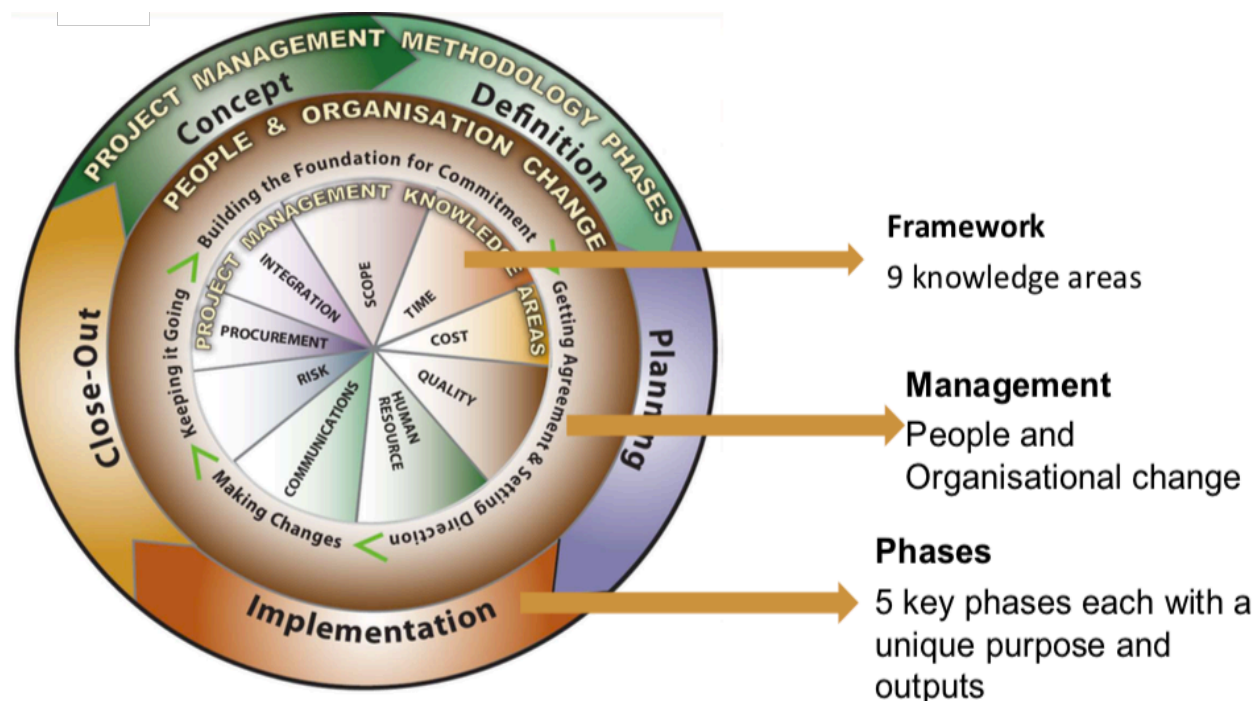 PROJECT MANAGEMENT METHODOLOGY PHASES
Concept
Definition
Planning
Implementation
Close-Out
PEOPLE & ORGANISATION CHANGE
Building the Foundation for Commitment
Getting Agreement & Setting Direction
Making Changes
Keeping it Going
PROJECT MANAGEMENT KNOWLEDGE AREAS
INTEGRATION
SCOPE
TIME
COST
QUALITY
HUMAN
RESOURCE
COMMUNICATIONS
RISK
PROCUREMENT
Framework
9 knowledge areas
Management
People and
Organisational change
Phases
5 key phases each with a
unique purpose and
outputs